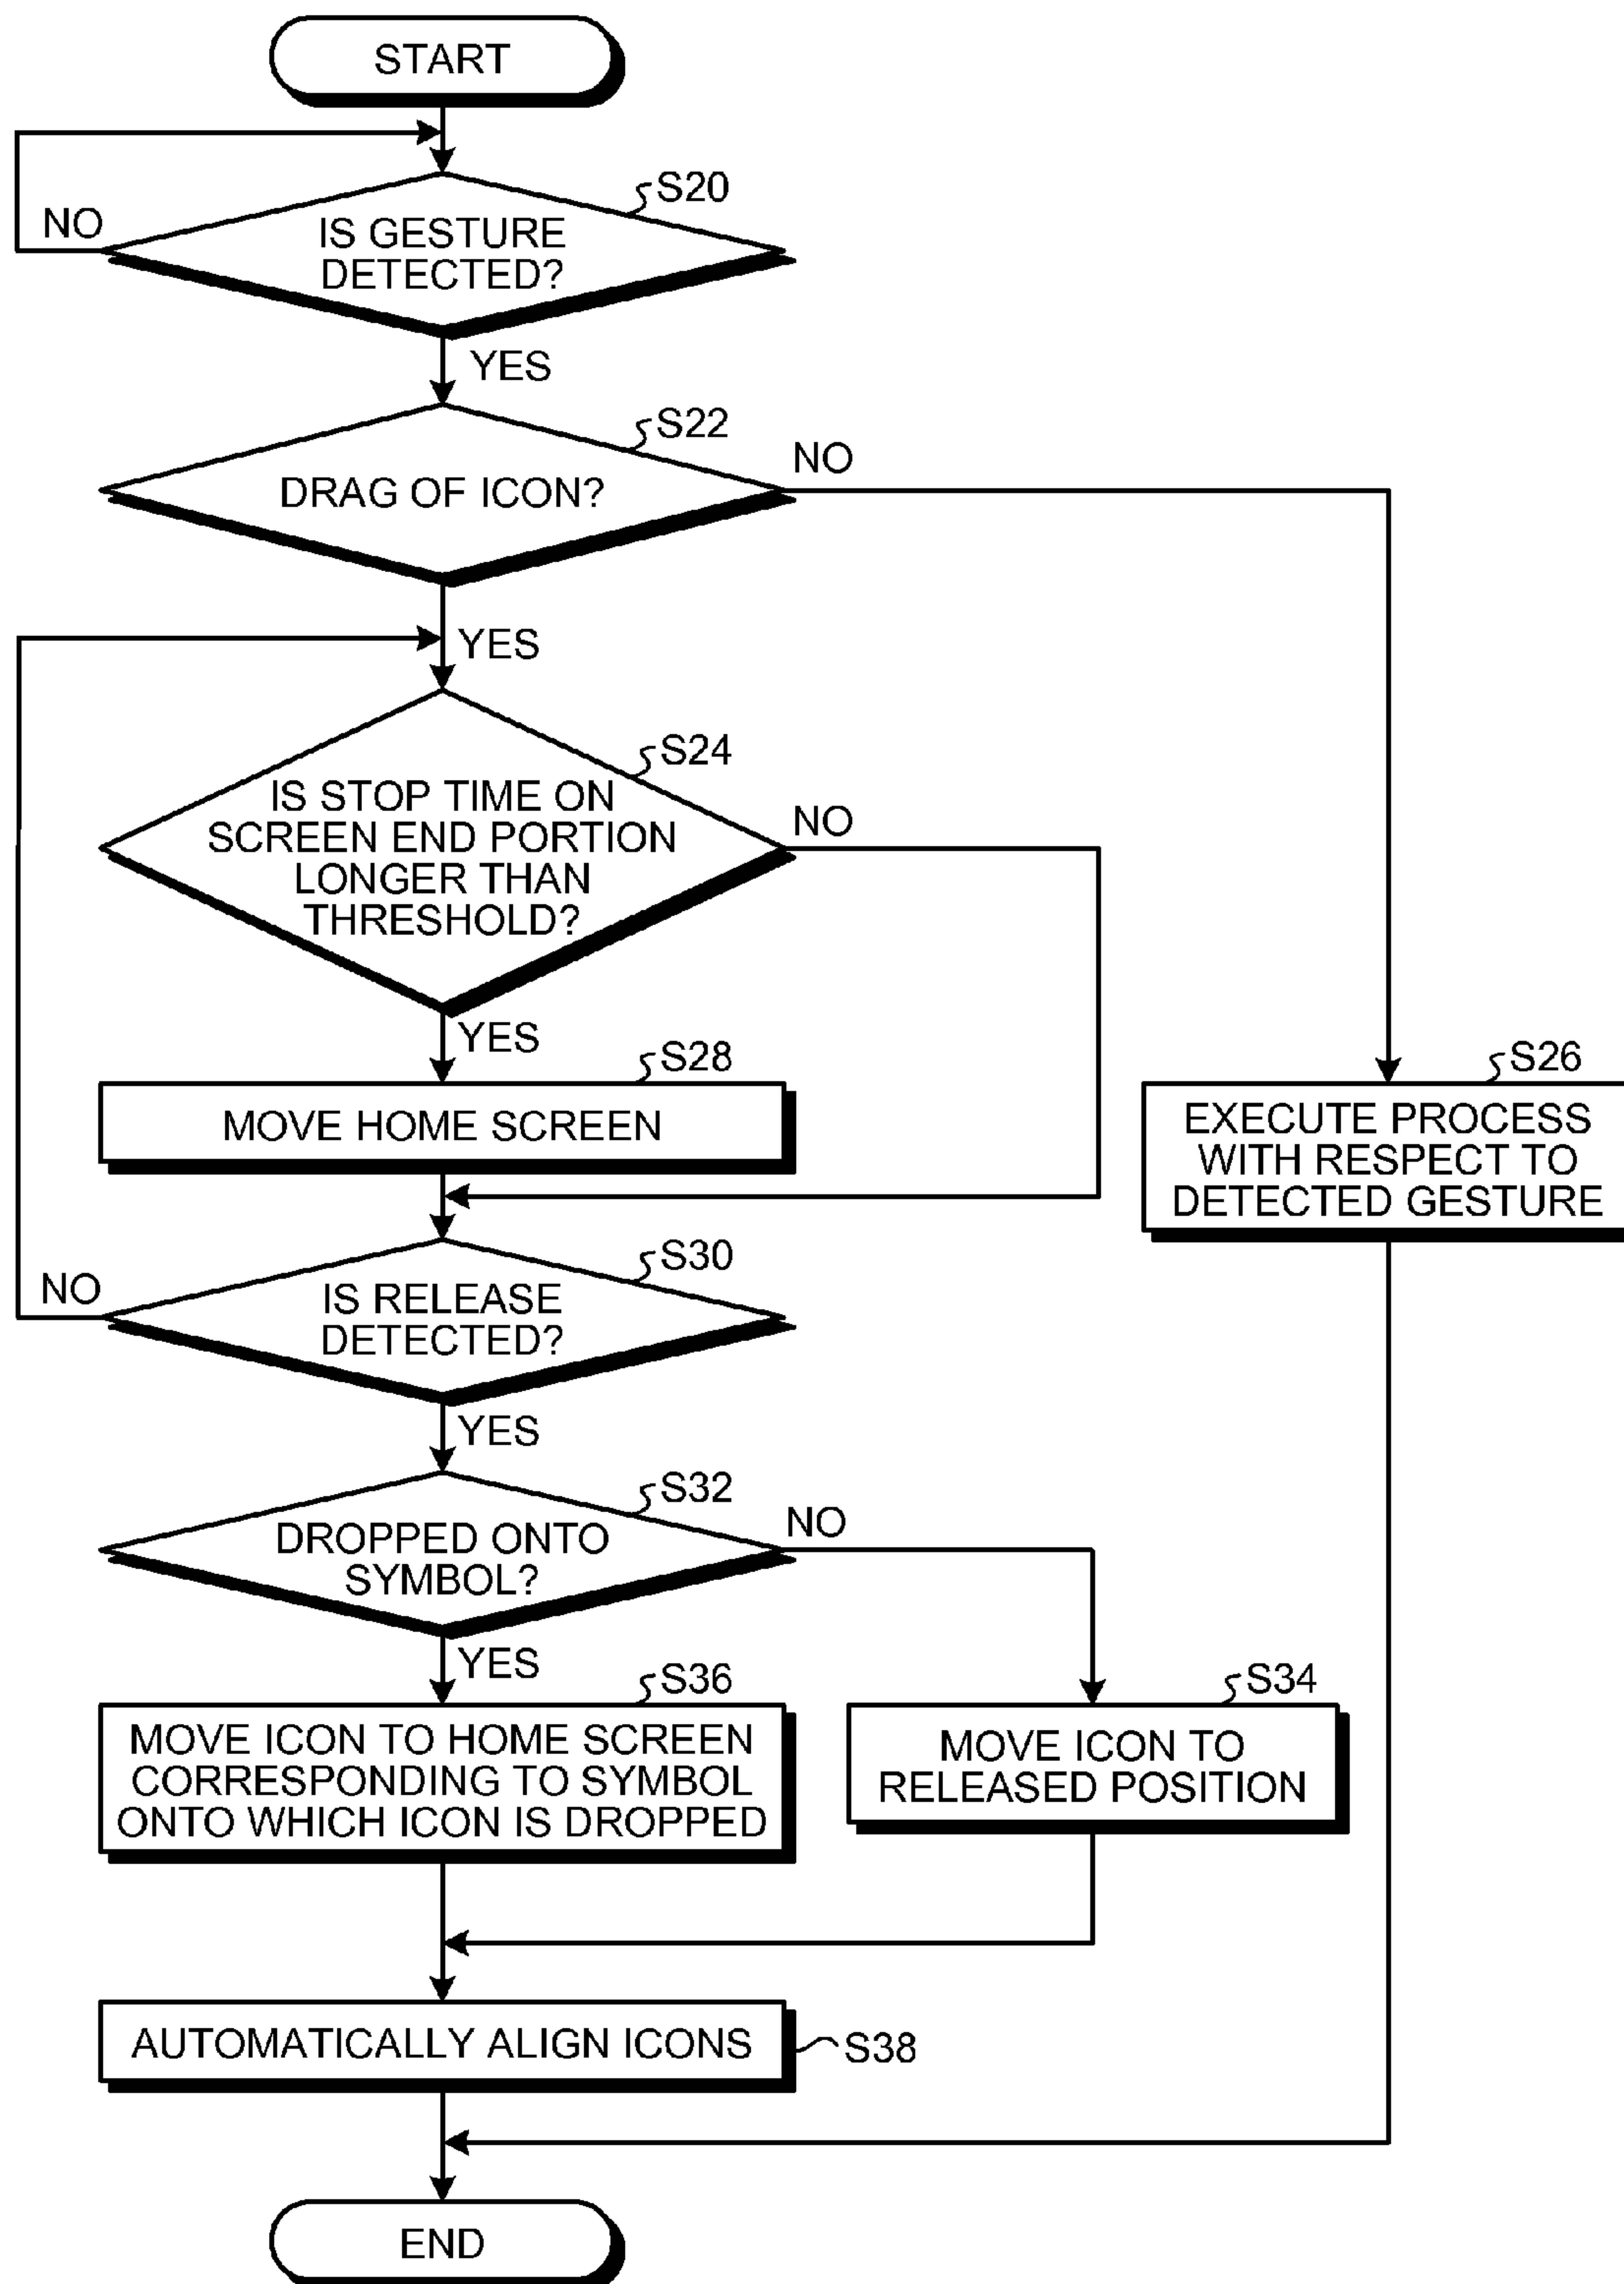 START
S20
NO
IS GESTURE
DETECTED?
YES
S22
NO
DRAG OF ICON?
YES
S24
IS STOP TIME ON
SCREEN END PORTION
LONGER THAN
THRESHOLD?
NO
YES
S28
MOVE HOME SCREEN
S26
EXECUTE PROCESS
WITH RESPECT TO
DETECTED GESTURE
S30
NO
IS RELEASE
DETECTED?
YES
S32
NO
DROPPED ONTO
SYMBOL?
YES
S36
MOVE ICON TO HOME SCREEN
CORRESPONDING TO SYMBOL
ONTO WHICH ICON IS DROPPED
S34
MOVE ICON TO
RELEASED POSITION
AUTOMATICALLY ALIGN ICONS
S38
END